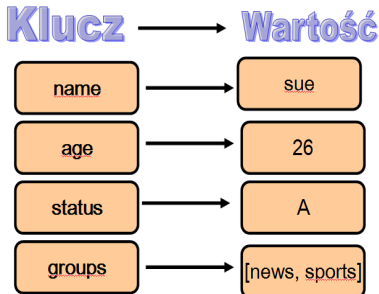 Klucz Wartość
name sue
age 26
status A
groups [news, sports]